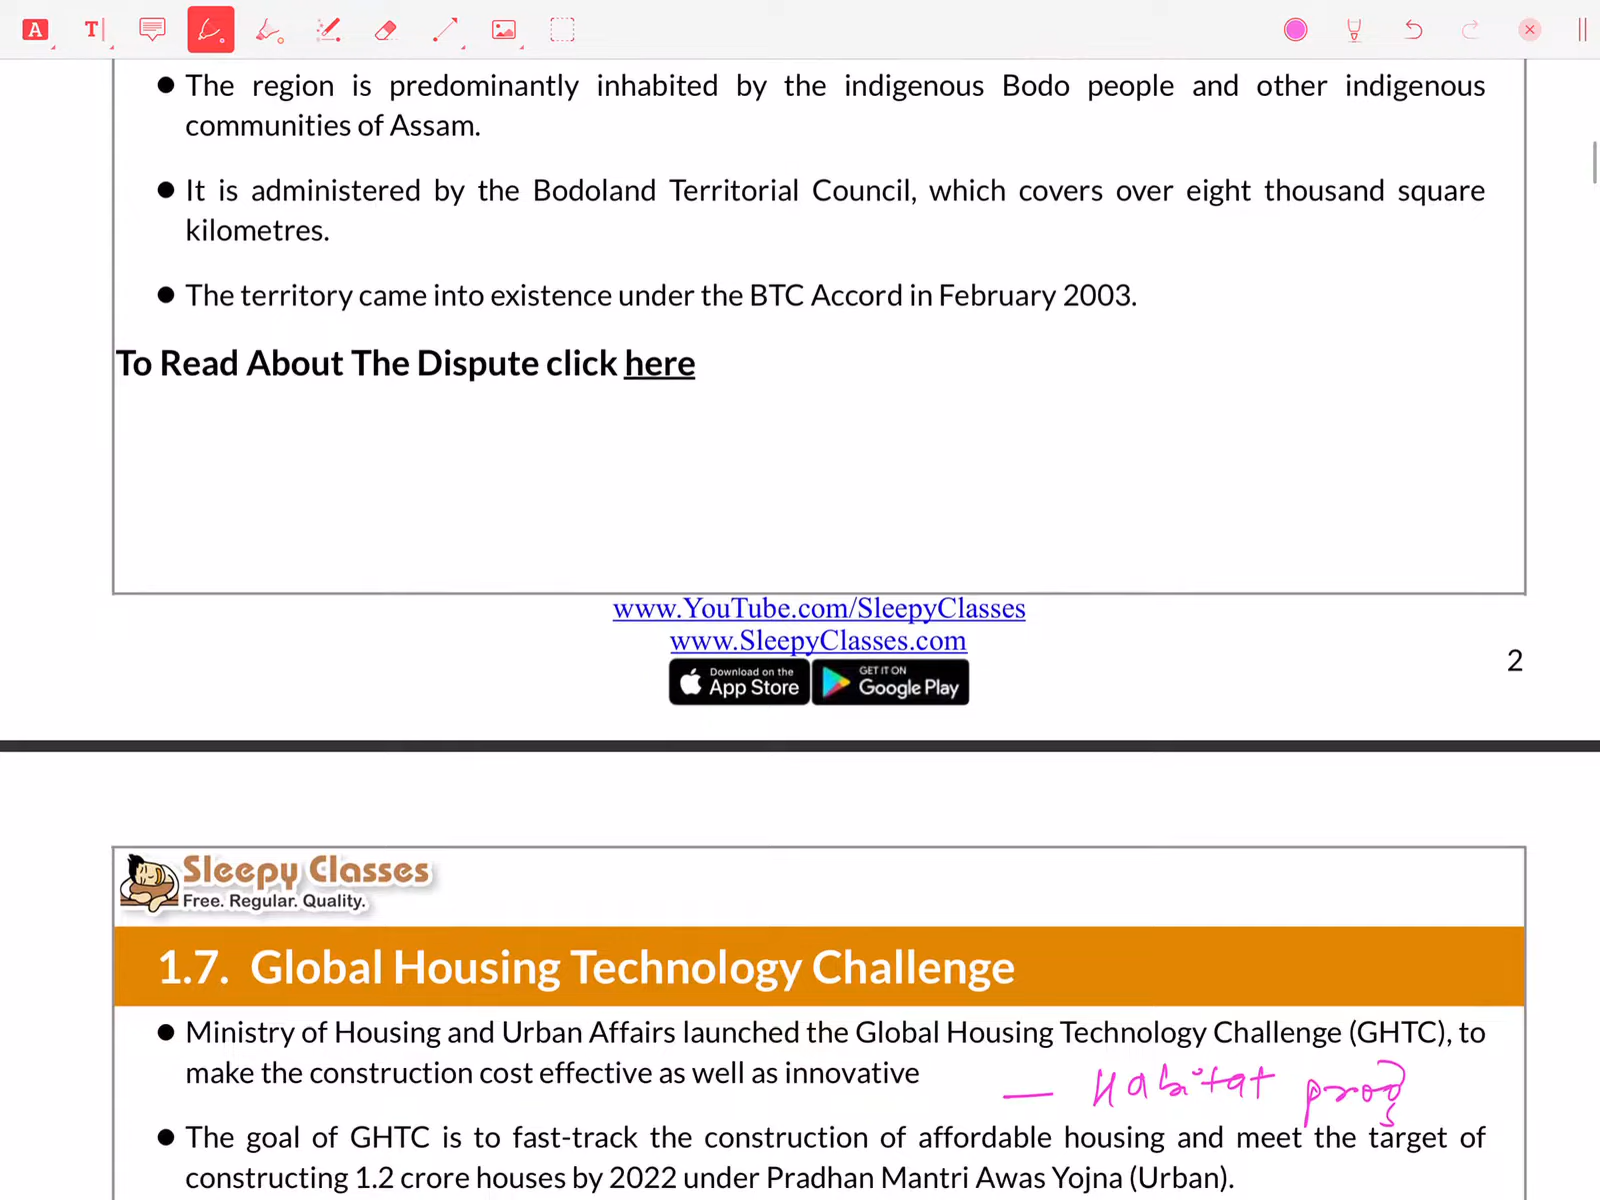 A T
● The region is predominantly inhabited by the indigenous Bodo people and other indigenous
communities of Assam.
● It is administered by the Bodoland Territorial Council, which covers over eight thousand square
kilometres.
● The territory came into existence under the BTC Accord in February 2003.
To Read About The Dispute click here
www.YouTube.com/SleepyClasses
www.SleepyClasses.com
Download on the App Store GET IT ON Google Play
2
Sleepy Classes
Free. Regular. Quality.
1.7. Global Housing Technology Challenge
● Ministry of Housing and Urban Affairs launched the Global Housing Technology Challenge (GHTC), to
make the construction cost effective as well as innovative
— Habitat
● The goal of GHTC is to fast-track the construction of affordable housing and meet the target of
constructing 1.2 crore houses by 2022 under Pradhan Mantri Awas Yojna (Urban).